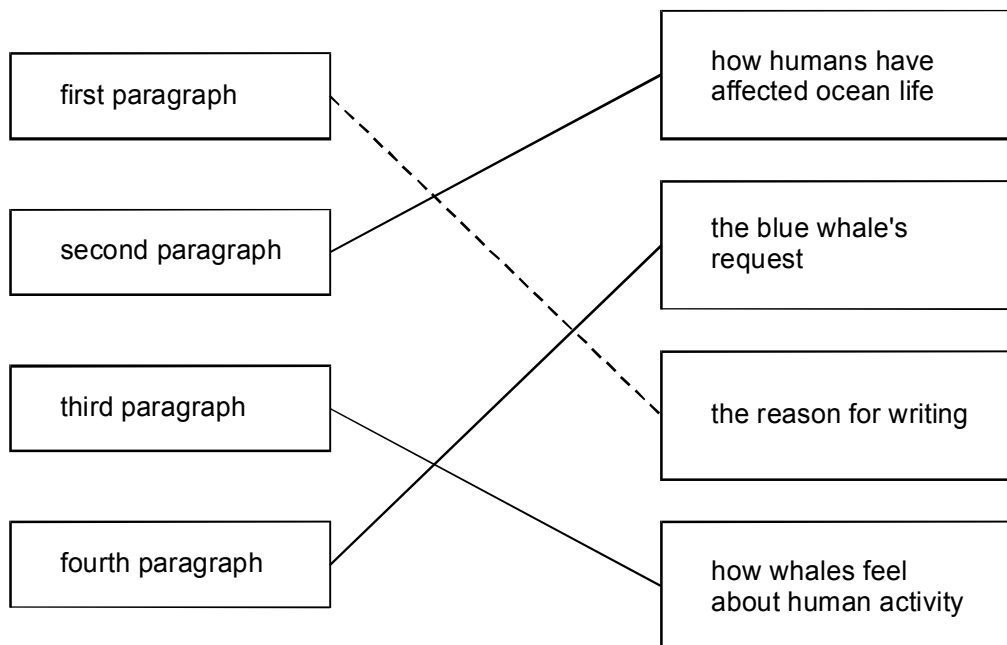 first paragraph
second paragraph
third paragraph
fourth paragraph
how humans have
affected ocean life
the blue whale's
request
the reason for writing
how whales feel
about human activity